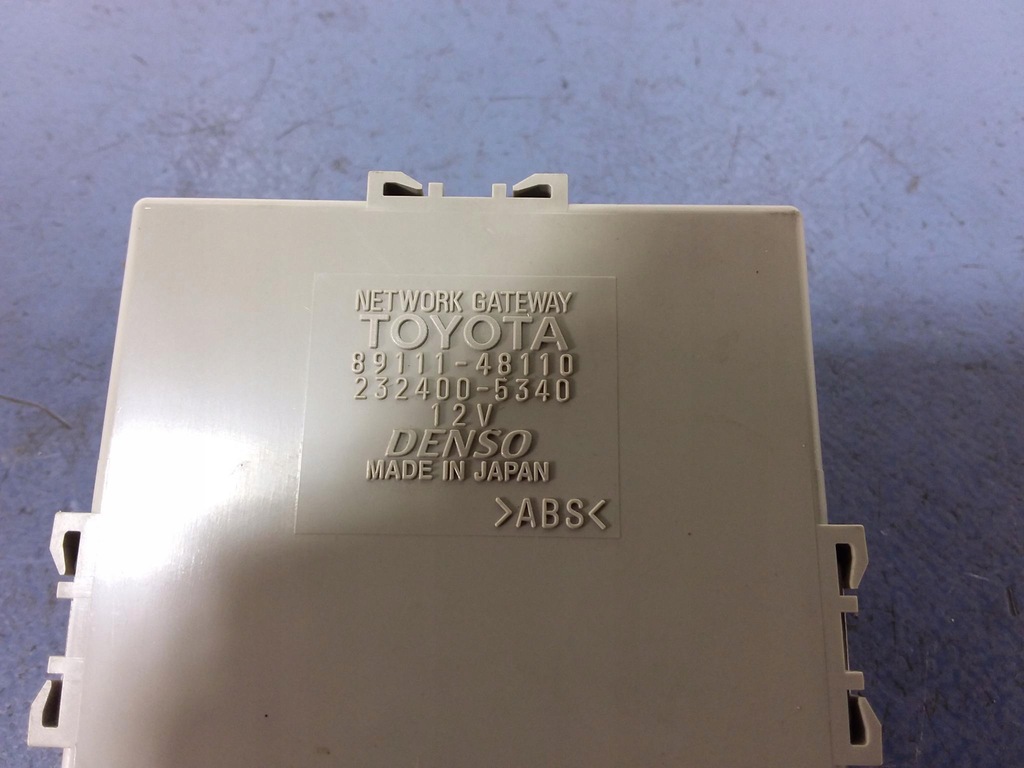 NETWORK GATEWAY
TOYOTA
89111-48110
232400-5340
12V
DENSO
MADE IN JAPAN
>ABS<